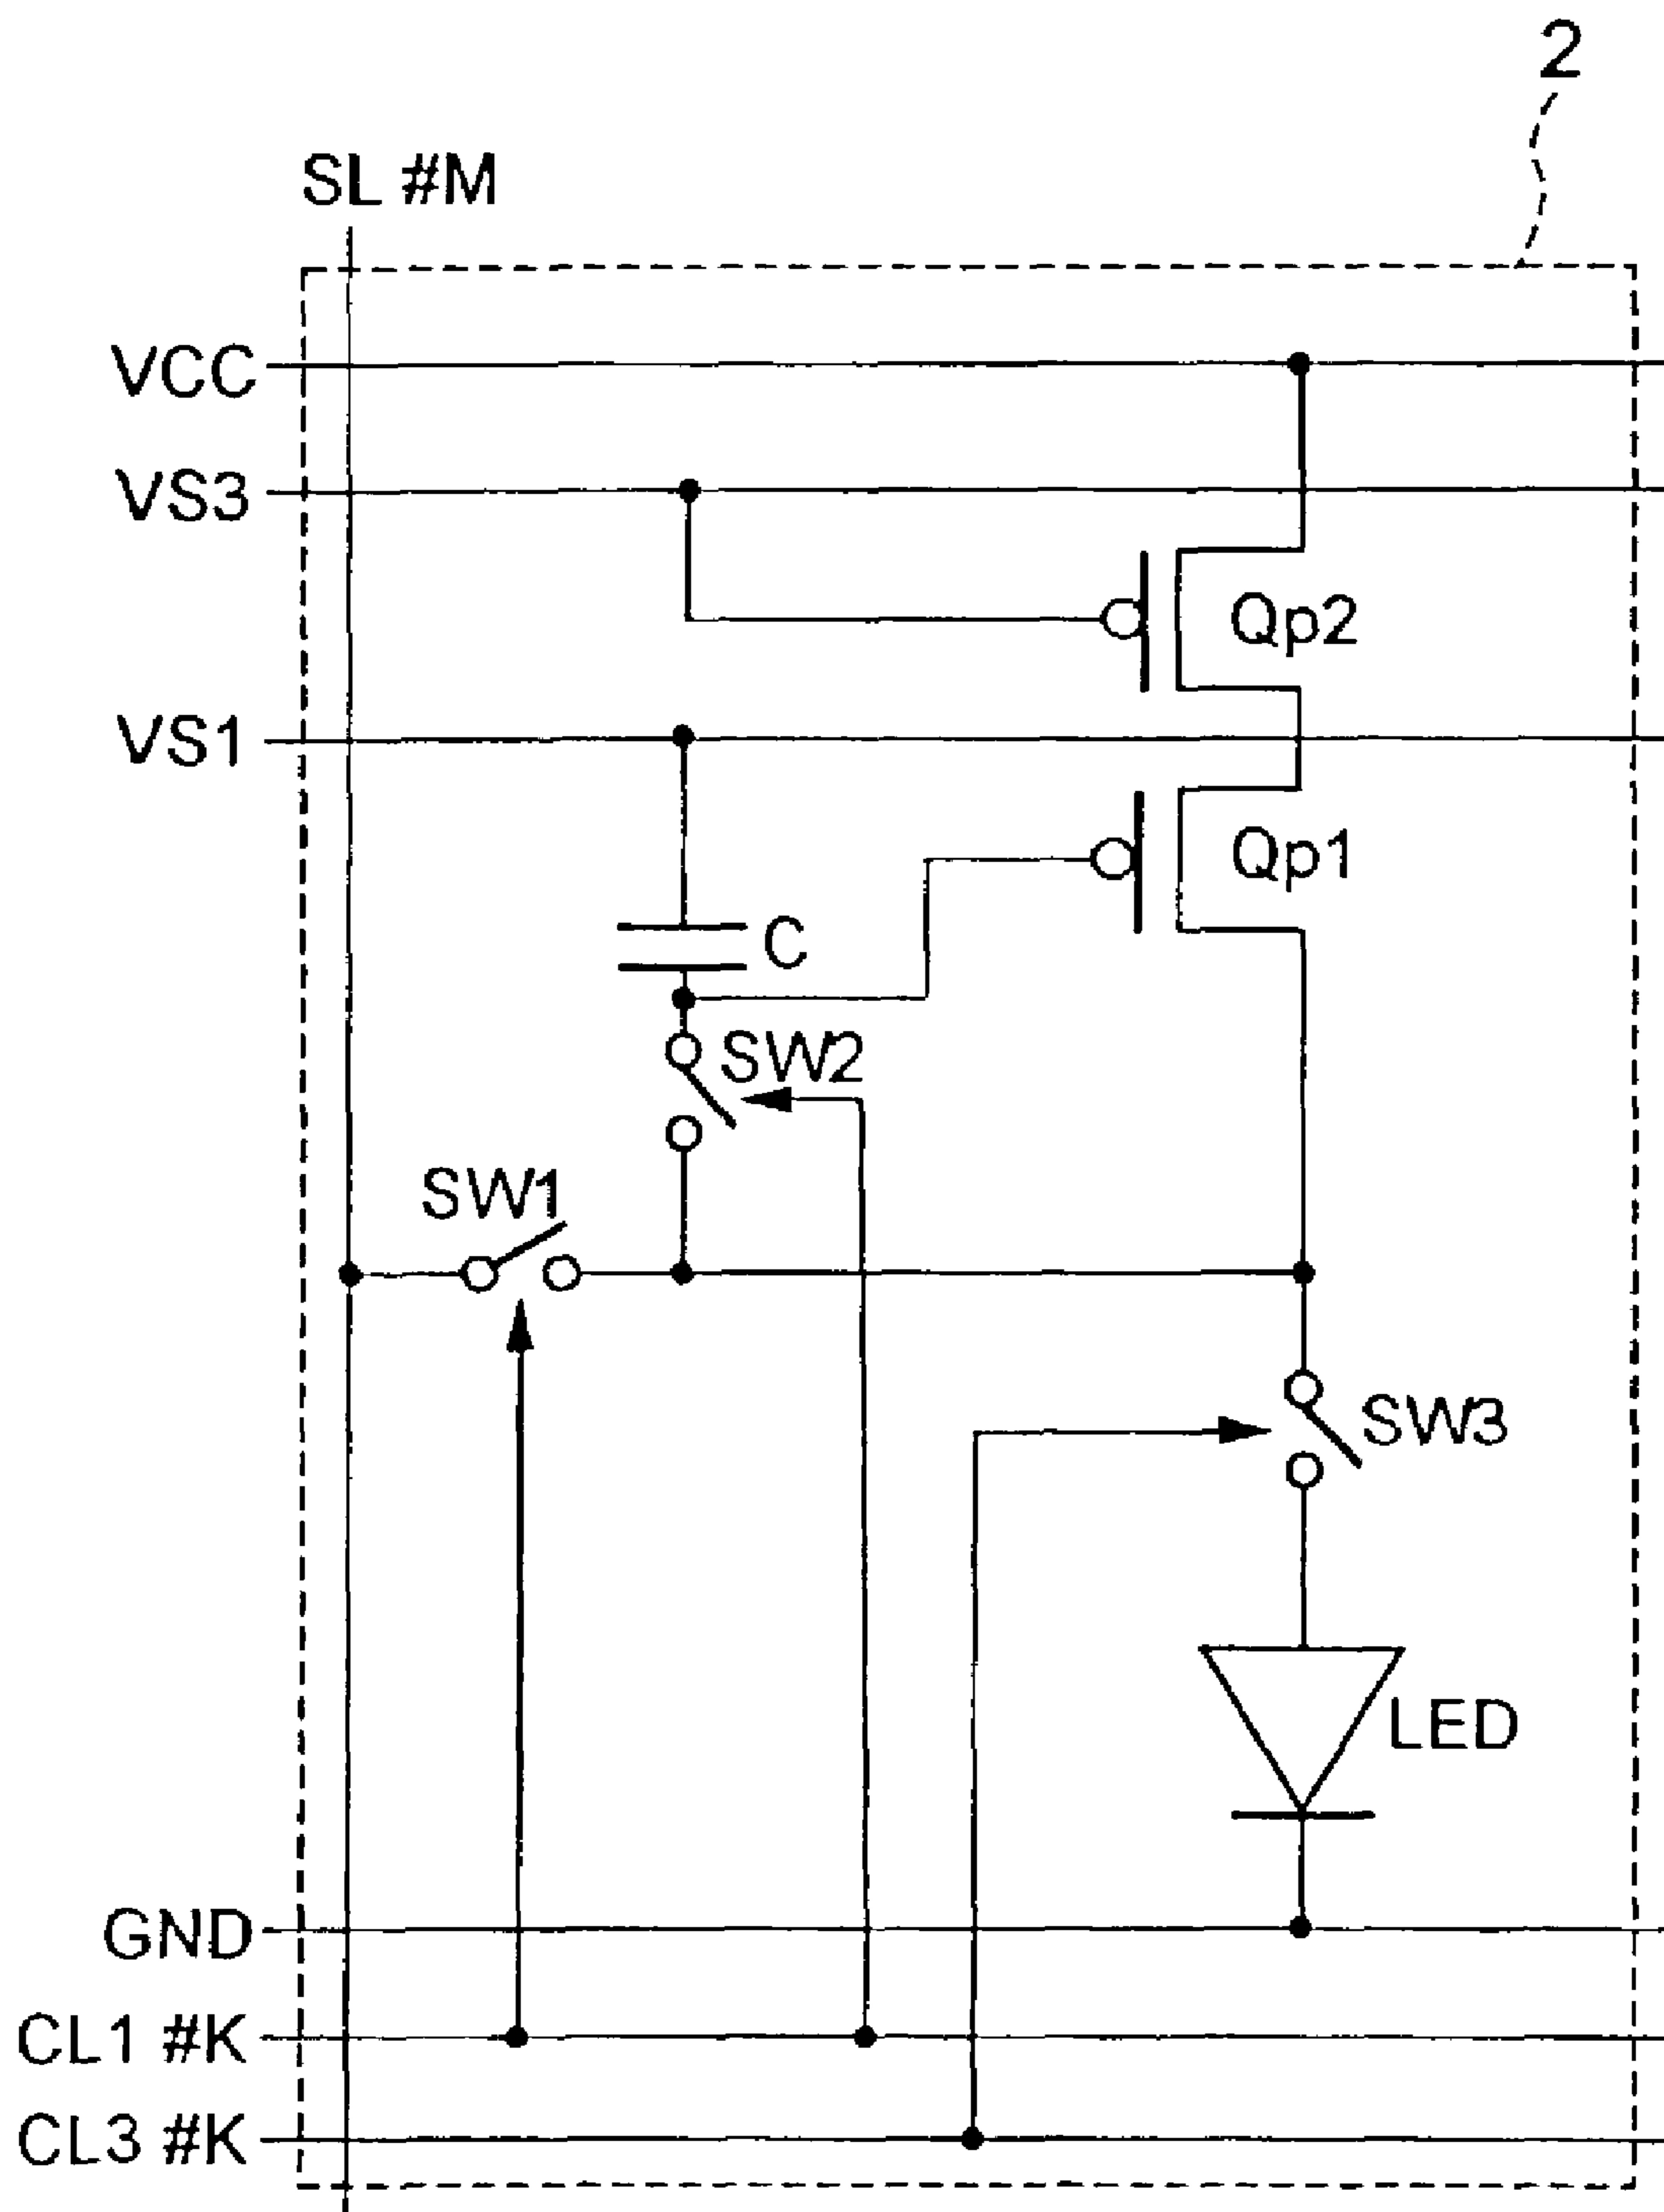 2
SL #M
VCC
VS3
Qp2
VS1
Qp1
C
SW2
SW1
SW3
LED
GND
CL1 #K
CL3 #K